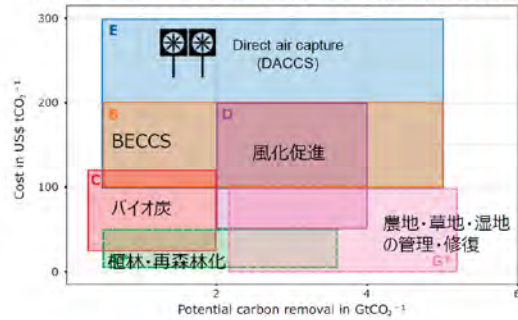 300
200
100
0
Cost in US$ tCO₂⁻¹
E
Direct air capture
(DACCS)
B
D
BECCS
風化促進
C
バイオ炭
農地・草地・湿地
の管理・修復
植林・再森林化
G
2
4
6
Potential carbon removal in GtCO₂⁻¹